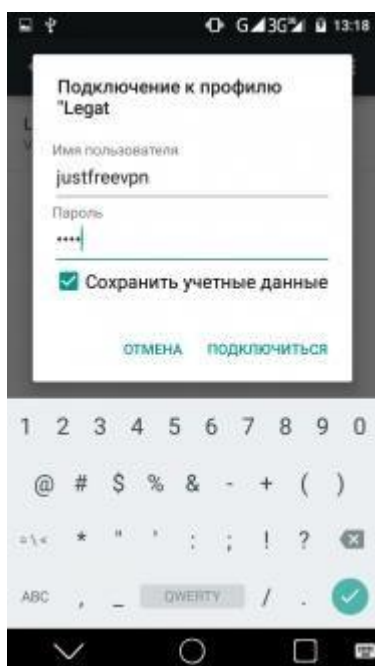 G 3G 13:18
Подключение к профилю
"Legat
Имя пользователя
justfreevpn
Пароль
••••
Сохранить учетные данные
ОТМЕНА ПОДКЛЮЧИТЬСЯ
1 2 3 4 5 6 7 8 9 0
@ # $ % & - + ( )
=\< * " ' : ; ! ?
ABC , _ QWERTY / .